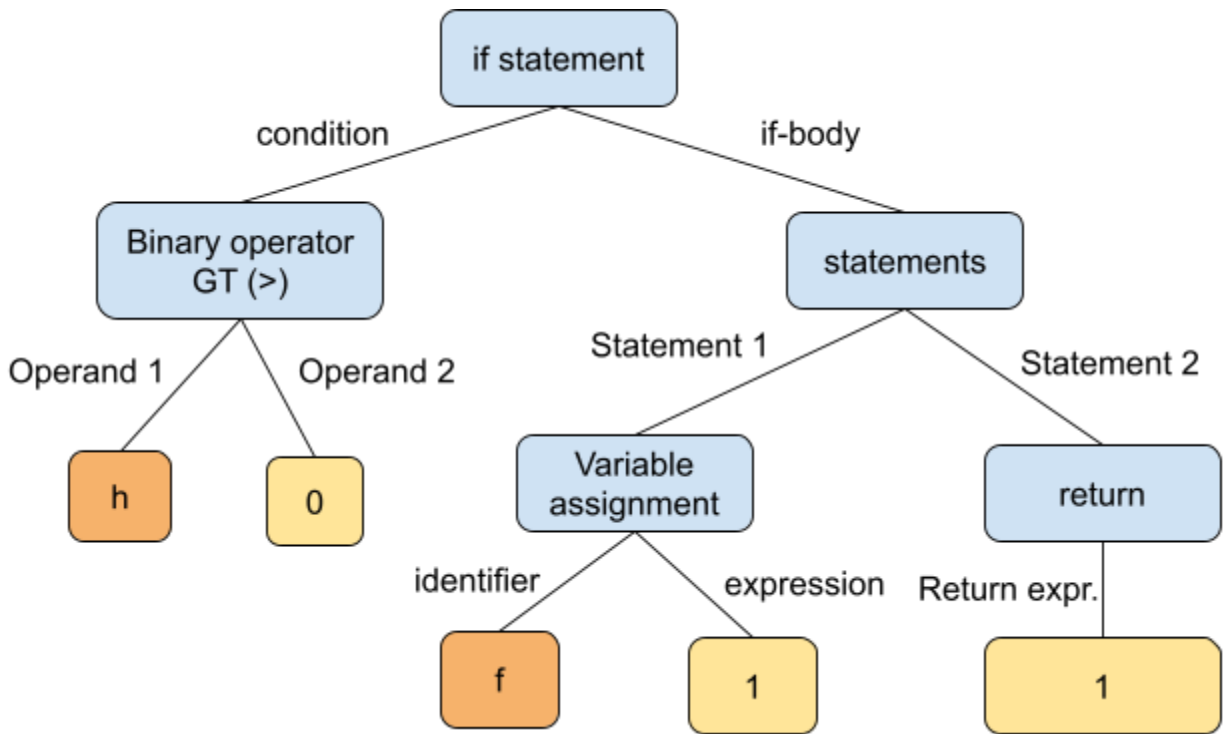 if statement
condition
if-body
Binary operator
GT (>)
statements
Operand 1
Operand 2
Statement 1
Statement 2
h
0
Variable
assignment
return
identifier
expression
Return expr.
f
1
1